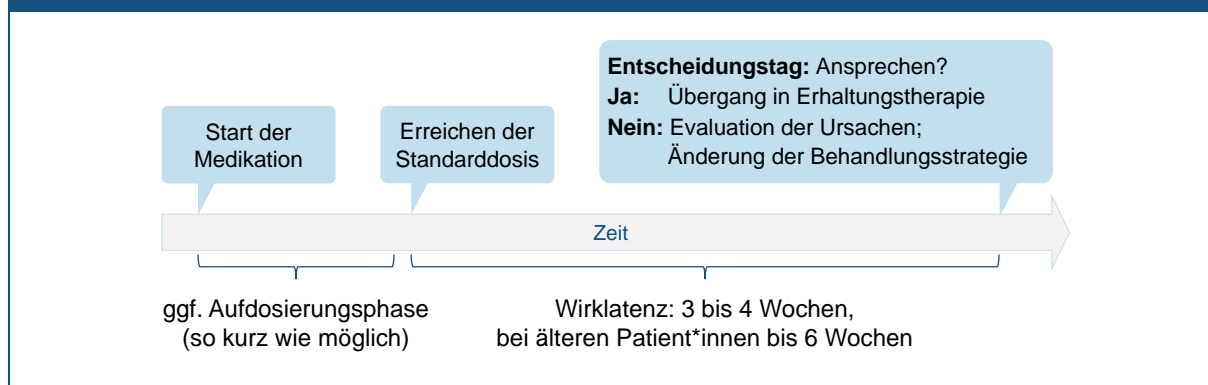 Entscheidungstag: Ansprechen?
Ja: Übergang in Erhaltungstherapie
Nein: Evaluation der Ursachen;
Änderung der Behandlungsstrategie
Start der
Medikation
Erreichen der
Standarddosis
Zeit
ggf. Aufdosierungsphase
(so kurz wie möglich)
Wirklatenz: 3 bis 4 Wochen,
bei älteren Patient*innen bis 6 Wochen